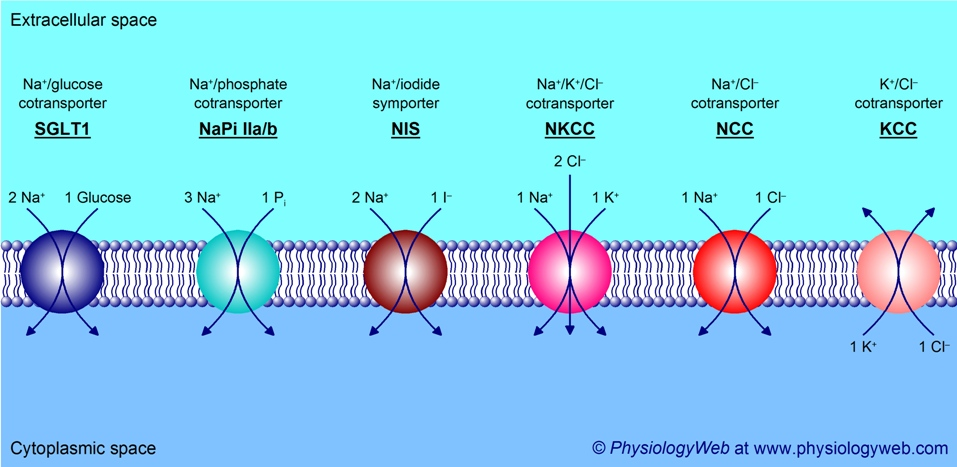 Extracellular space
Na⁺/glucose
cotransporter
SGLT1
Na⁺/phosphate
cotransporter
NaPi IIa/b
Na⁺/iodide
symporter
NIS
Na⁺/K⁺/Cl⁻
cotransporter
NKCC
Na⁺/Cl⁻
cotransporter
NCC
K⁺/Cl⁻
cotransporter
KCC
2 Cl⁻
2 Na⁺ 1 Glucose
3 Na⁺ 1 Pᵢ
2 Na⁺ 1 I⁻
1 Na⁺ 1 K⁺
1 Na⁺ 1 Cl⁻
1 K⁺ 1 Cl⁻
Cytoplasmic space
© PhysiologyWeb at www.physiologyweb.com